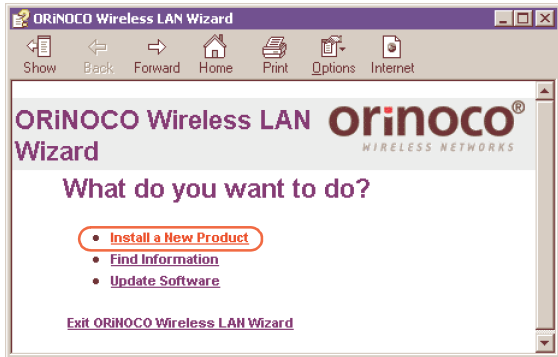 ORiNOCO Wireless LAN Wizard
Show Back Forward Home Print Options Internet
ORiNOCO Wireless LAN
Wizard
orinoco®
WIRELESS NETWORKS
What do you want to do?
• Install a New Product
• Find Information
• Update Software
Exit ORiNOCO Wireless LAN Wizard